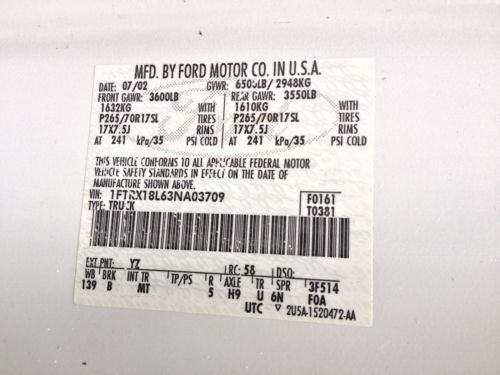 MFD. BY FORD MOTOR CO. IN U.S.A.
DATE: 07/02 GVWR: 6500LB/ 2948KG
FRONT GAWR: 3600LB REAR GAWR: 3550LB
1632KG WITH 1610KG WITH
P265/70R17SL TIRES P265/70R17SL TIRES
17X7.5J RIMS 17X7.5J RIMS
AT 241 kPa/35 PSI COLD AT 241 kPa/35 PSI COLD
THIS VEHICLE CONFORMS TO ALL APPLICABLE FEDERAL MOTOR
VEHICLE SAFETY STANDARDS IN EFFECT ON THE DATE OF
MANUFACTURE SHOWN ABOVE.
VIN: 1FTRX18L63NA03709 F0161
TYPE: TRUCK T0381
EXT PNT: YZ RC: 58 DSO:
WB BRK INT TR TP/PS R AXLE TR SPR 3F514
139 B MT 5 H9 U 6N F0A
UTC ▽ 2U5A-1520472-AA